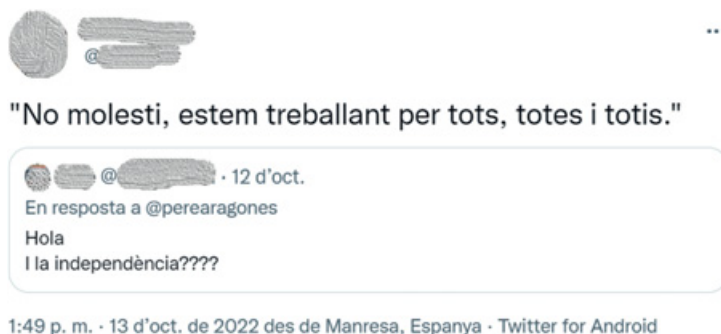 @
"No molesti, estem treballant per tots, totes i totis."
@ · 12 d'oct.
En resposta a @perearagones
Hola
I la independència????
1:49 p. m. · 13 d'oct. de 2022 des de Manresa, Espanya · Twitter for Android